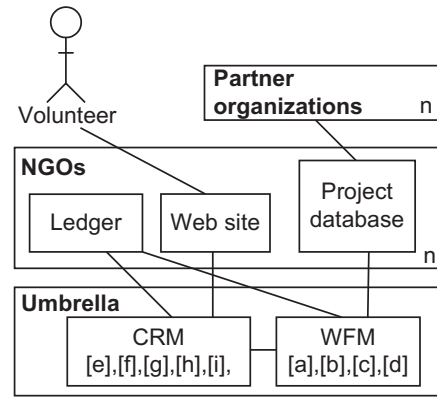 Partner
organizations
n
Volunteer
NGOs
Ledger
Web site
Project
database
n
Umbrella
CRM
[e],[f],[g],[h],[i],
WFM
[a],[b],[c],[d]